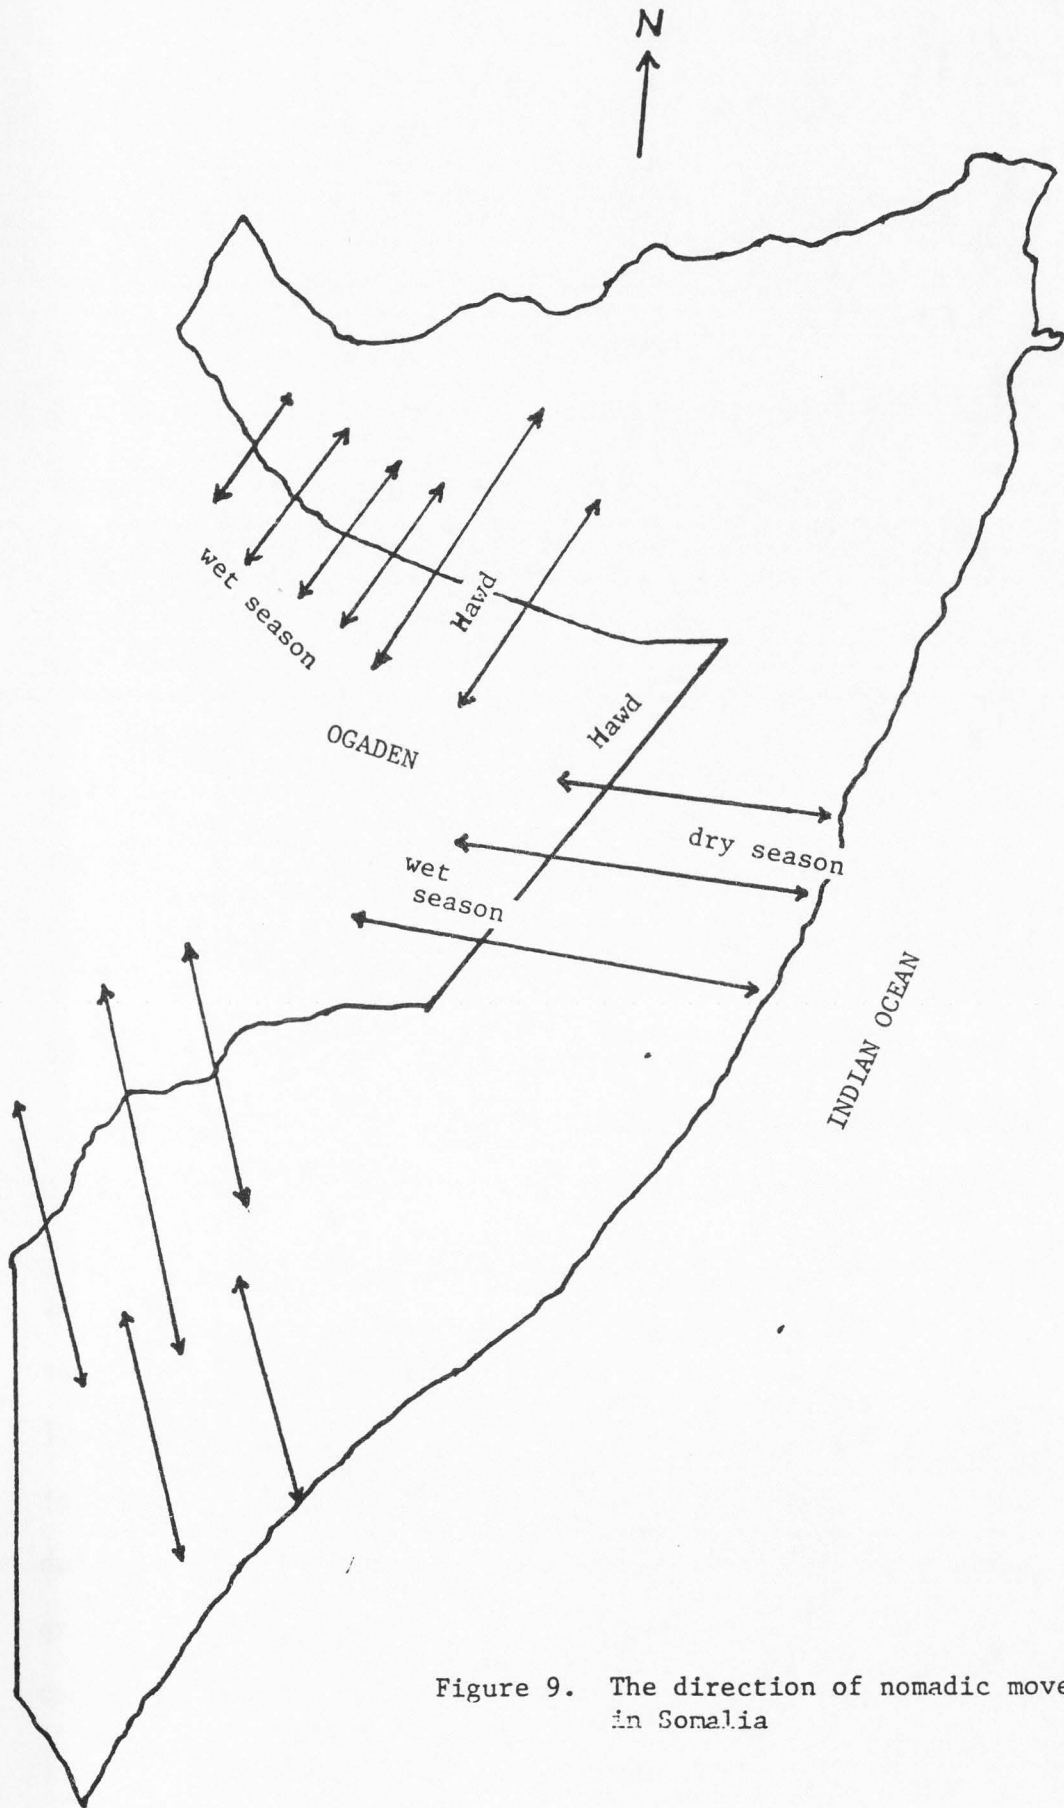 N
wet season
Hawd
Hawd
OGADEN
dry season
wet
season
INDIAN OCEAN
Figure 9. The direction of nomadic move
in Somalia